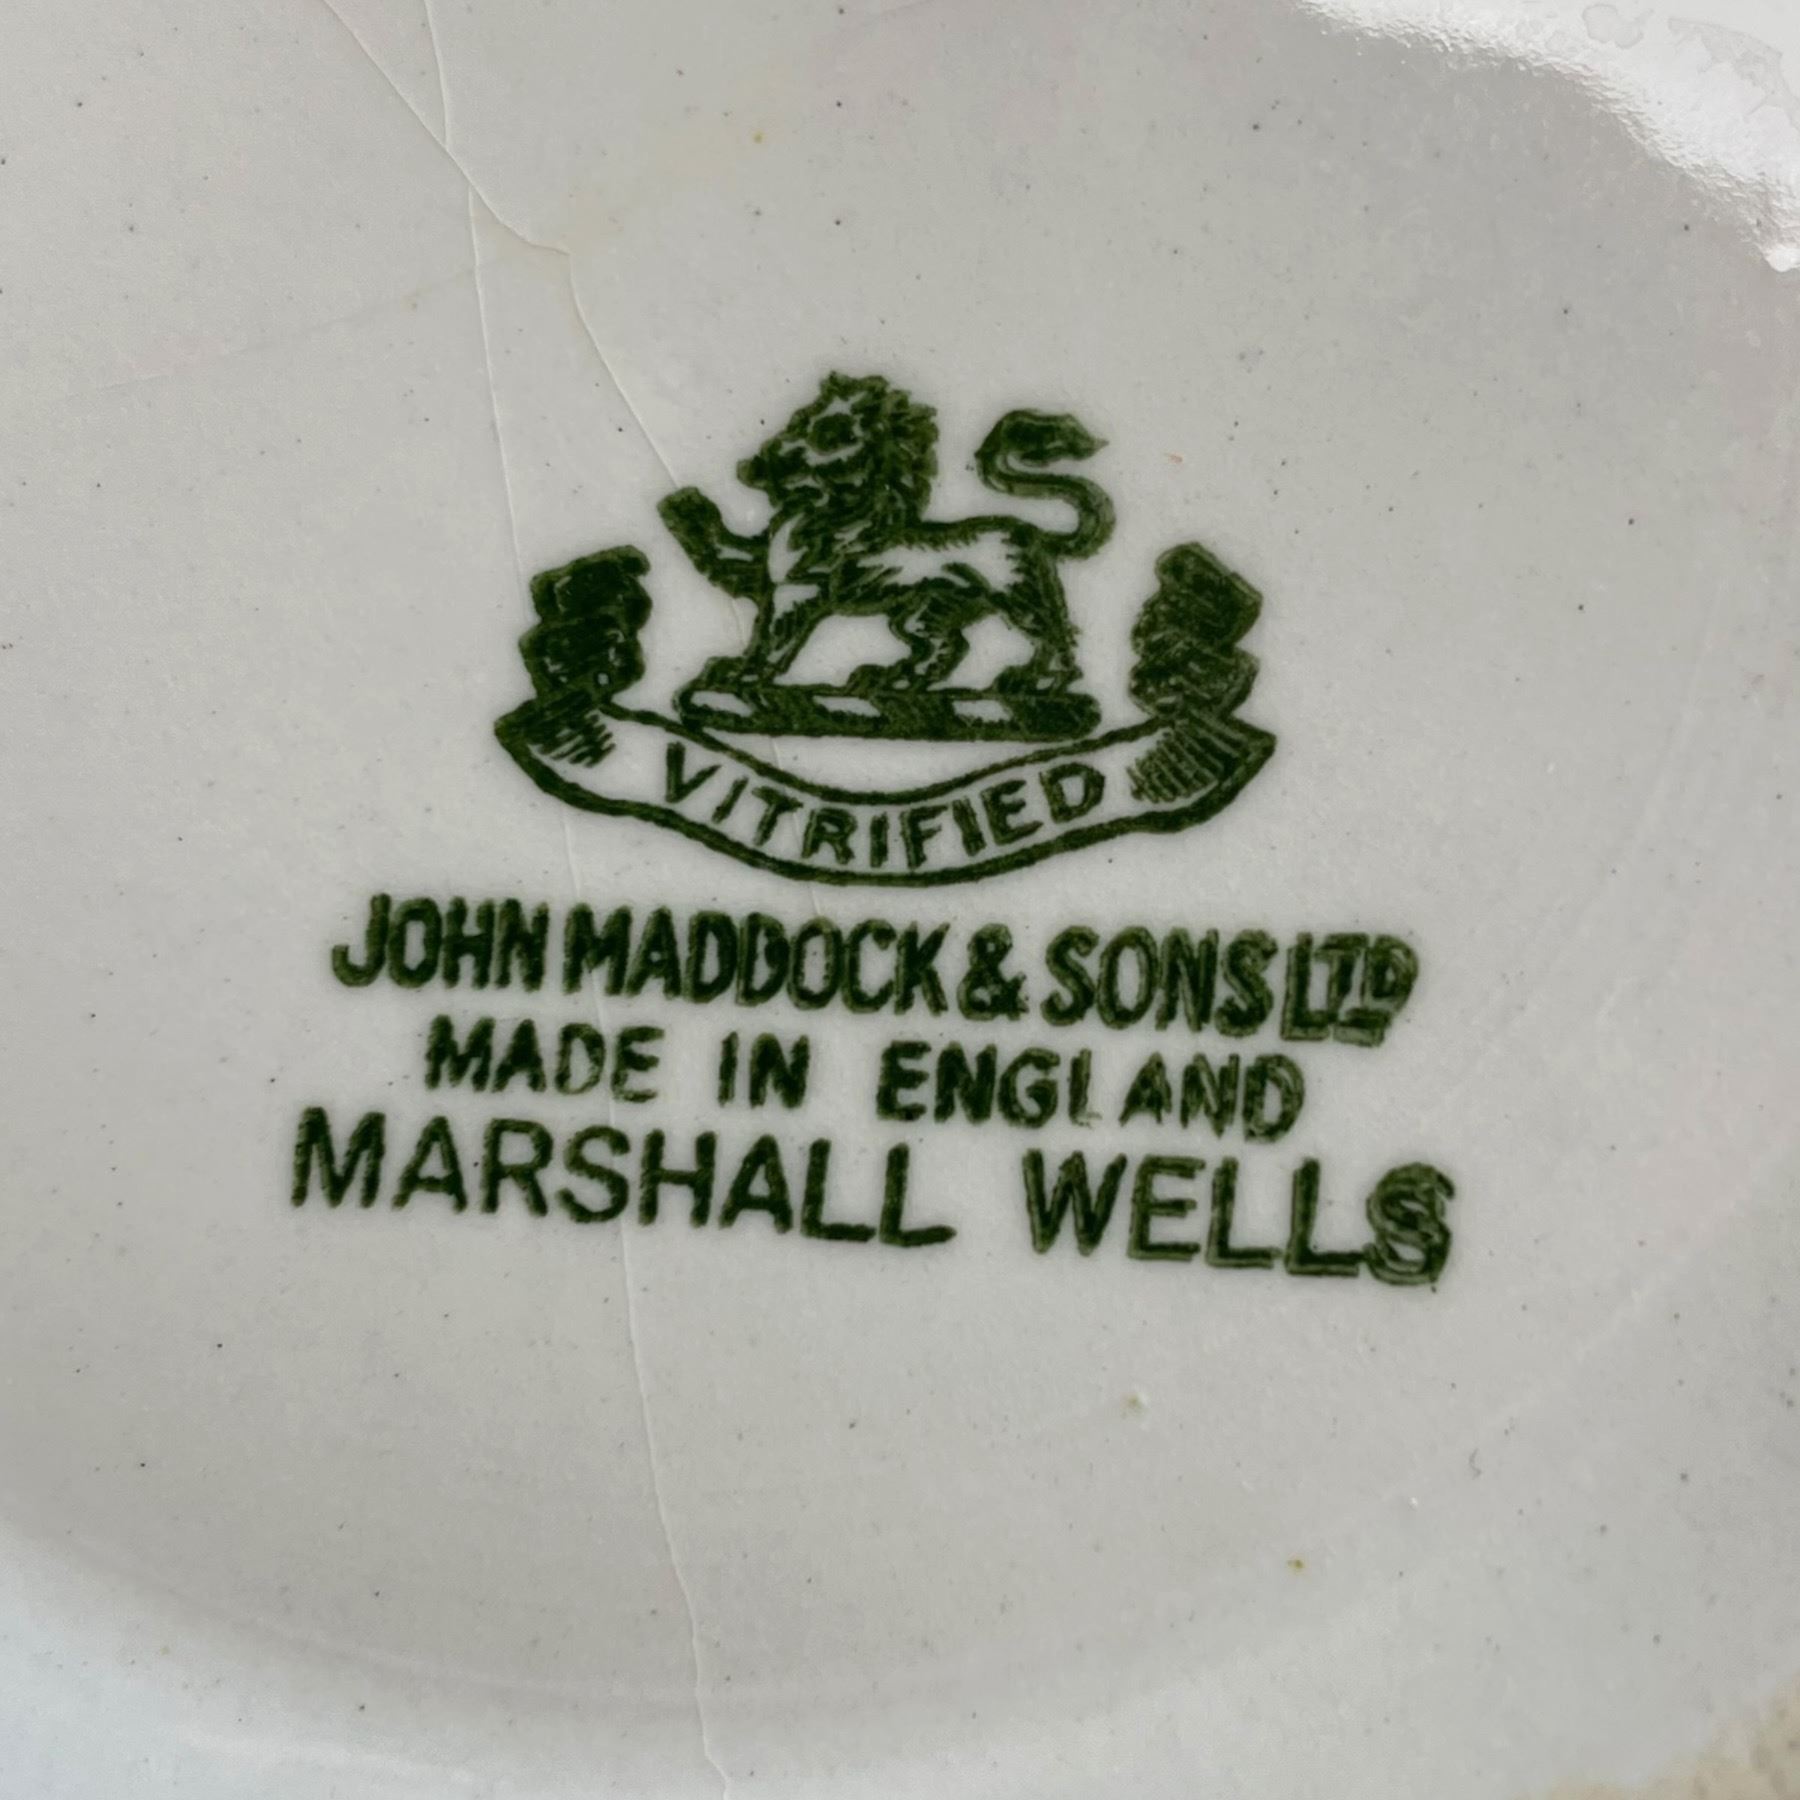 VITRIFIED
JOHN MADDOCK & SONS LTD
MADE IN ENGLAND
MARSHALL WELLS